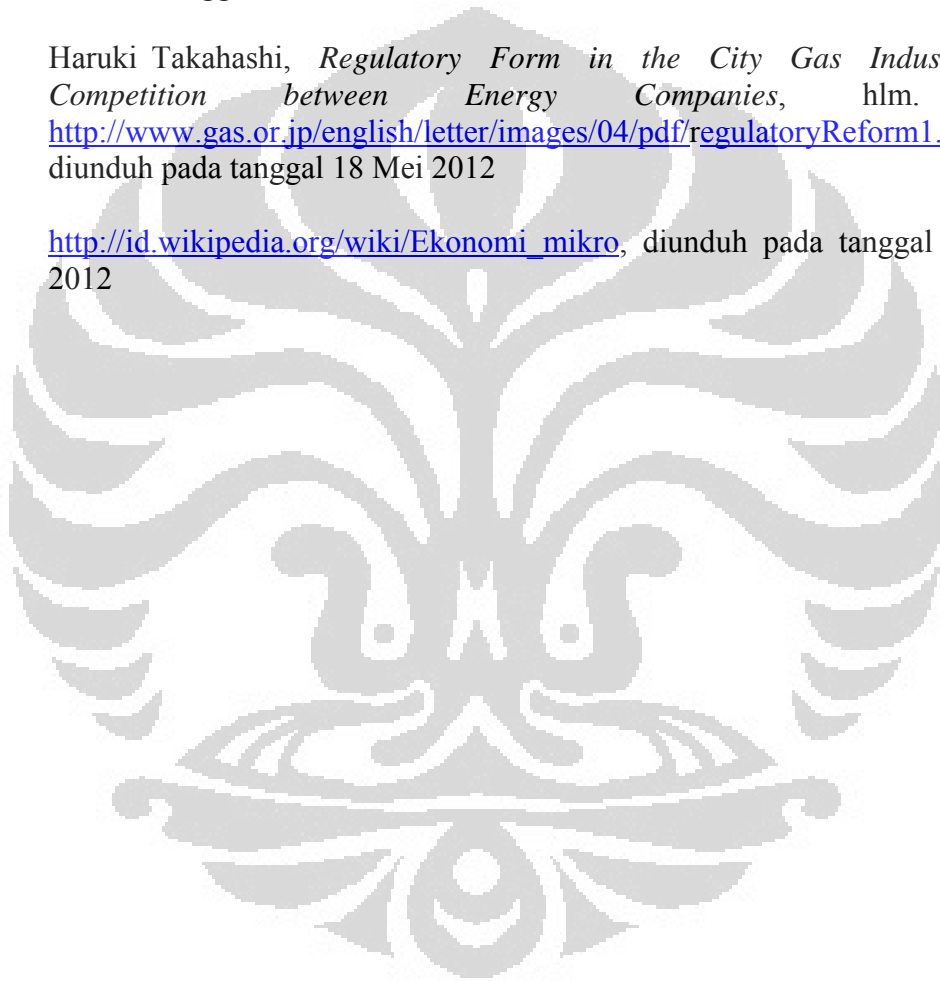 Haruki Takahashi, Regulatory Form in the City Gas Indus
Competition between Energy Companies, hlm.
http://www.gas.or.jp/english/letter/images/04/pdf/regulatoryReform1.
diunduh pada tanggal 18 Mei 2012
http://id.wikipedia.org/wiki/Ekonomi_mikro, diunduh pada tanggal
2012